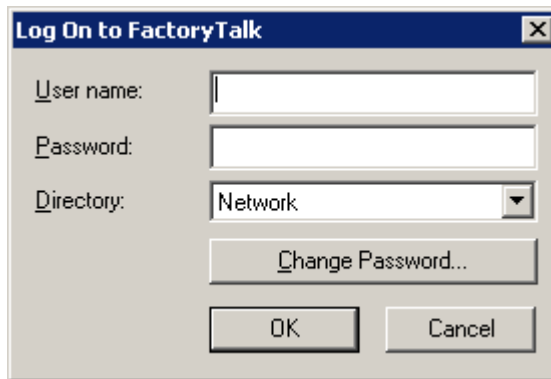 Log On to FactoryTalk
User name:
Password:
Directory:
Network
Change Password...
OK
Cancel